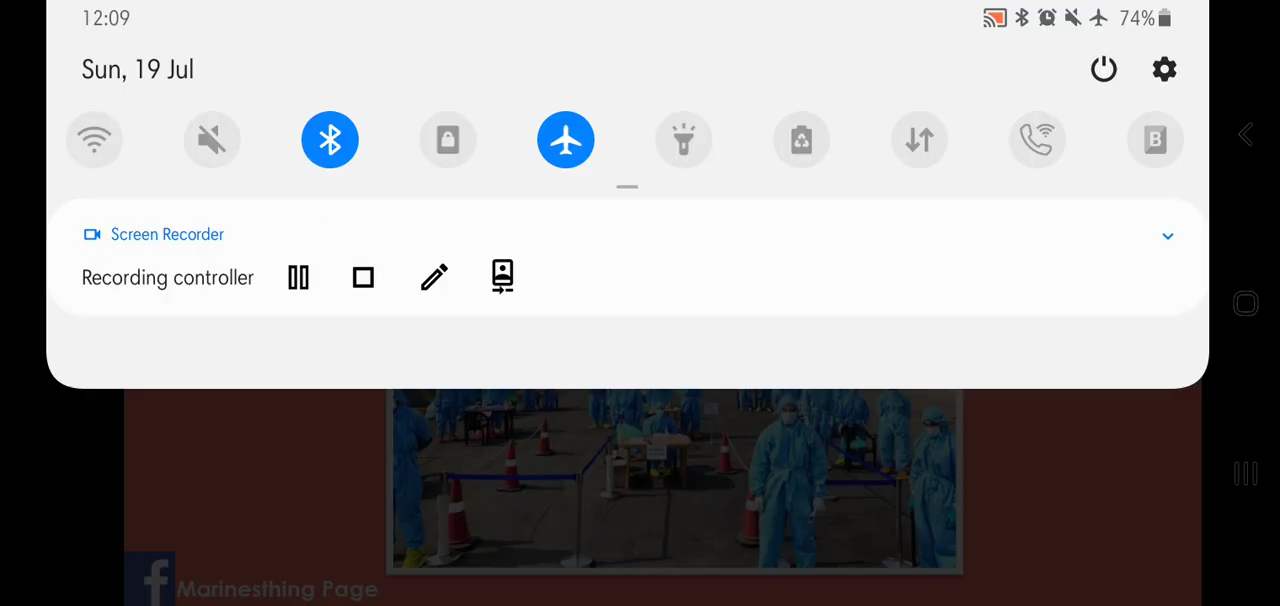 12:09
74%
Sun, 19 Jul
B
Screen Recorder
Recording controller
f
Marinesthing Page